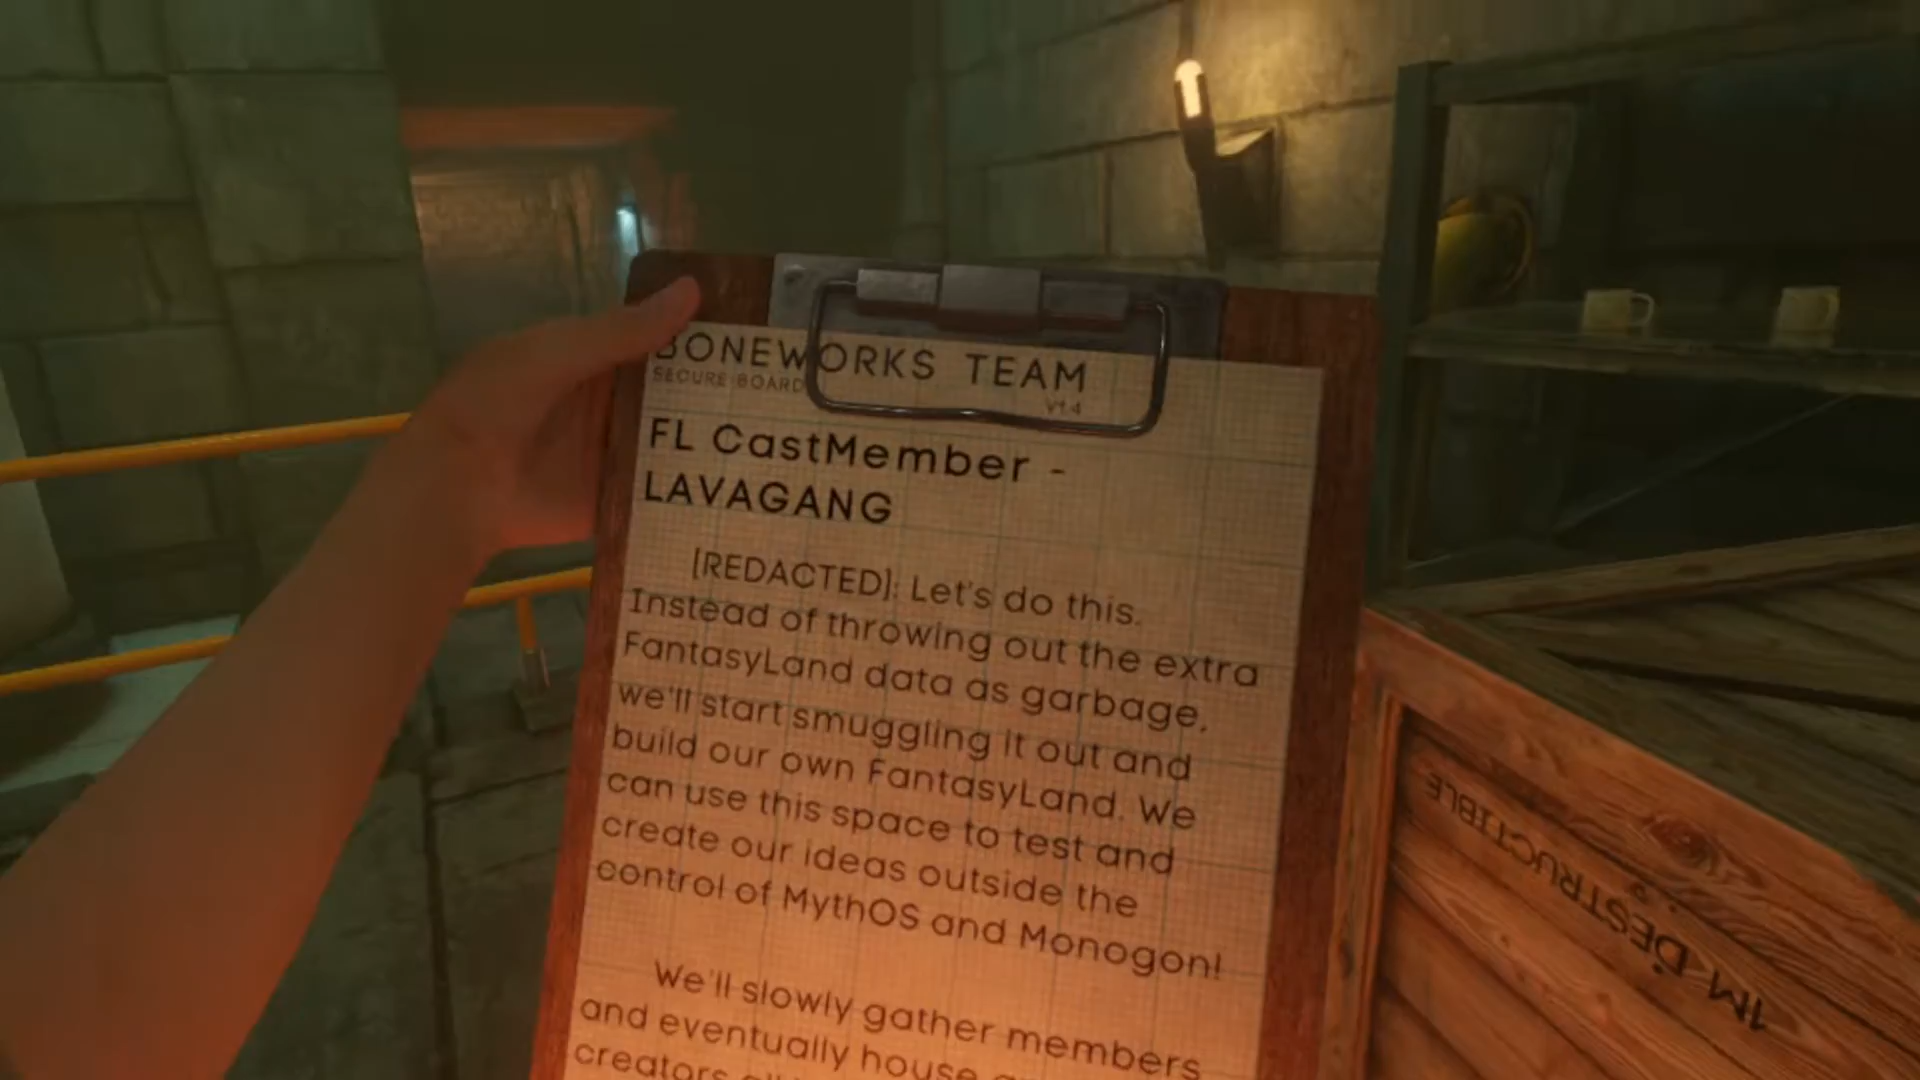 BONEWORKS TEAM
SECURE BOARD
V1.4
FL CastMember -
LAVAGANG
[REDACTED]: Let's do this.
Instead of throwing out the extra
FantasyLand data as garbage,
we'll start smuggling it out and
build our own FantasyLand. We
can use this space to test and
create our ideas outside the
control of MythOS and Monogon!
We'll slowly gather members
and eventually house
creators
I'M DESTRUCTIBLE